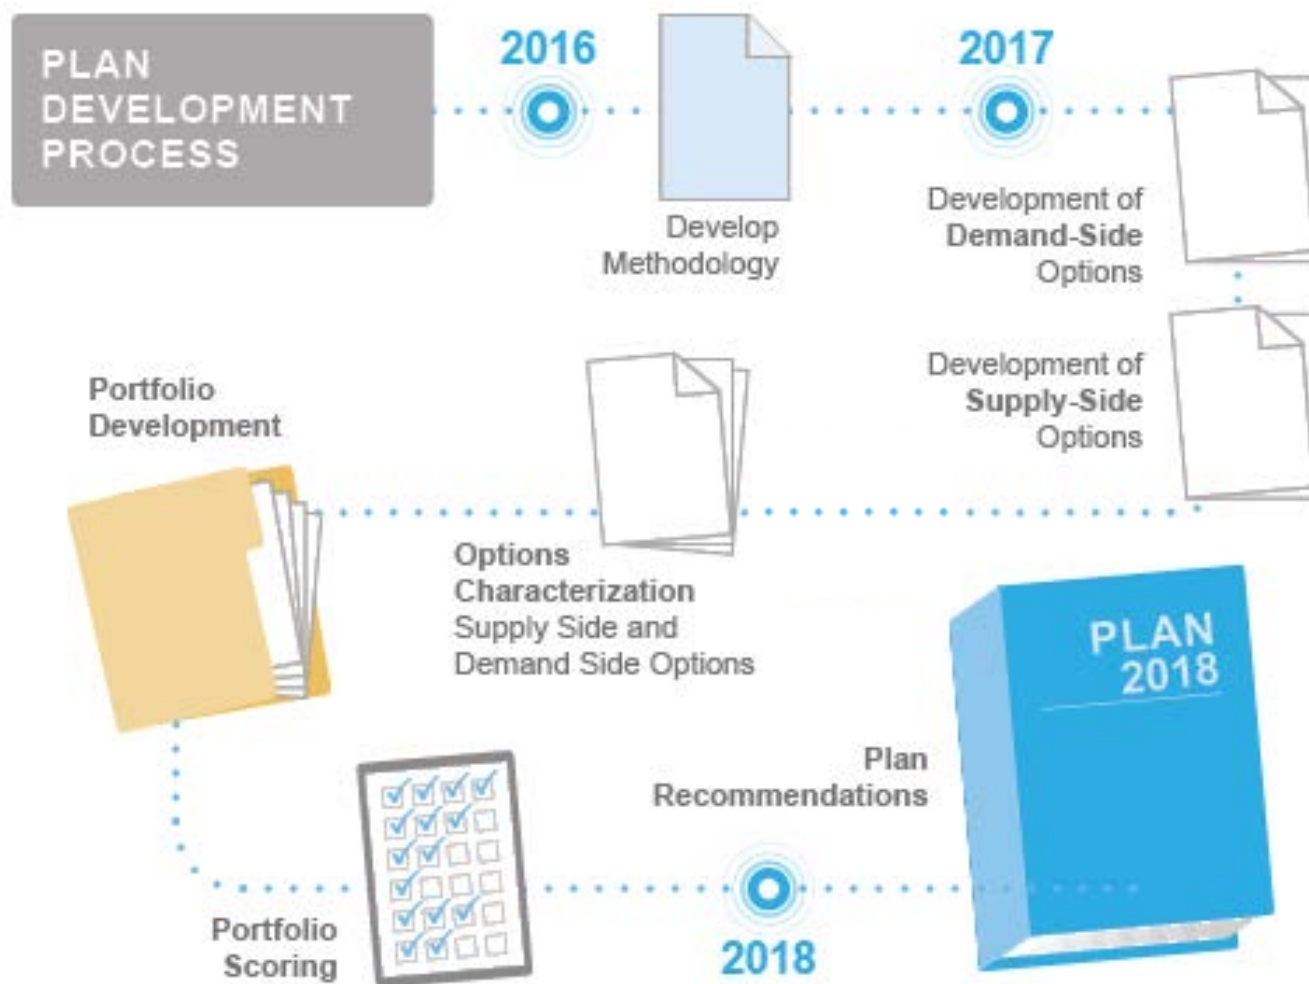 PLAN
DEVELOPMENT
PROCESS
2016
Develop
Methodology
2017
Development of
Demand-Side
Options
Development of
Supply-Side
Options
Options
Characterization
Supply Side and
Demand Side Options
Portfolio
Development
Portfolio
Scoring
2018
Plan
Recommendations
PLAN
2018